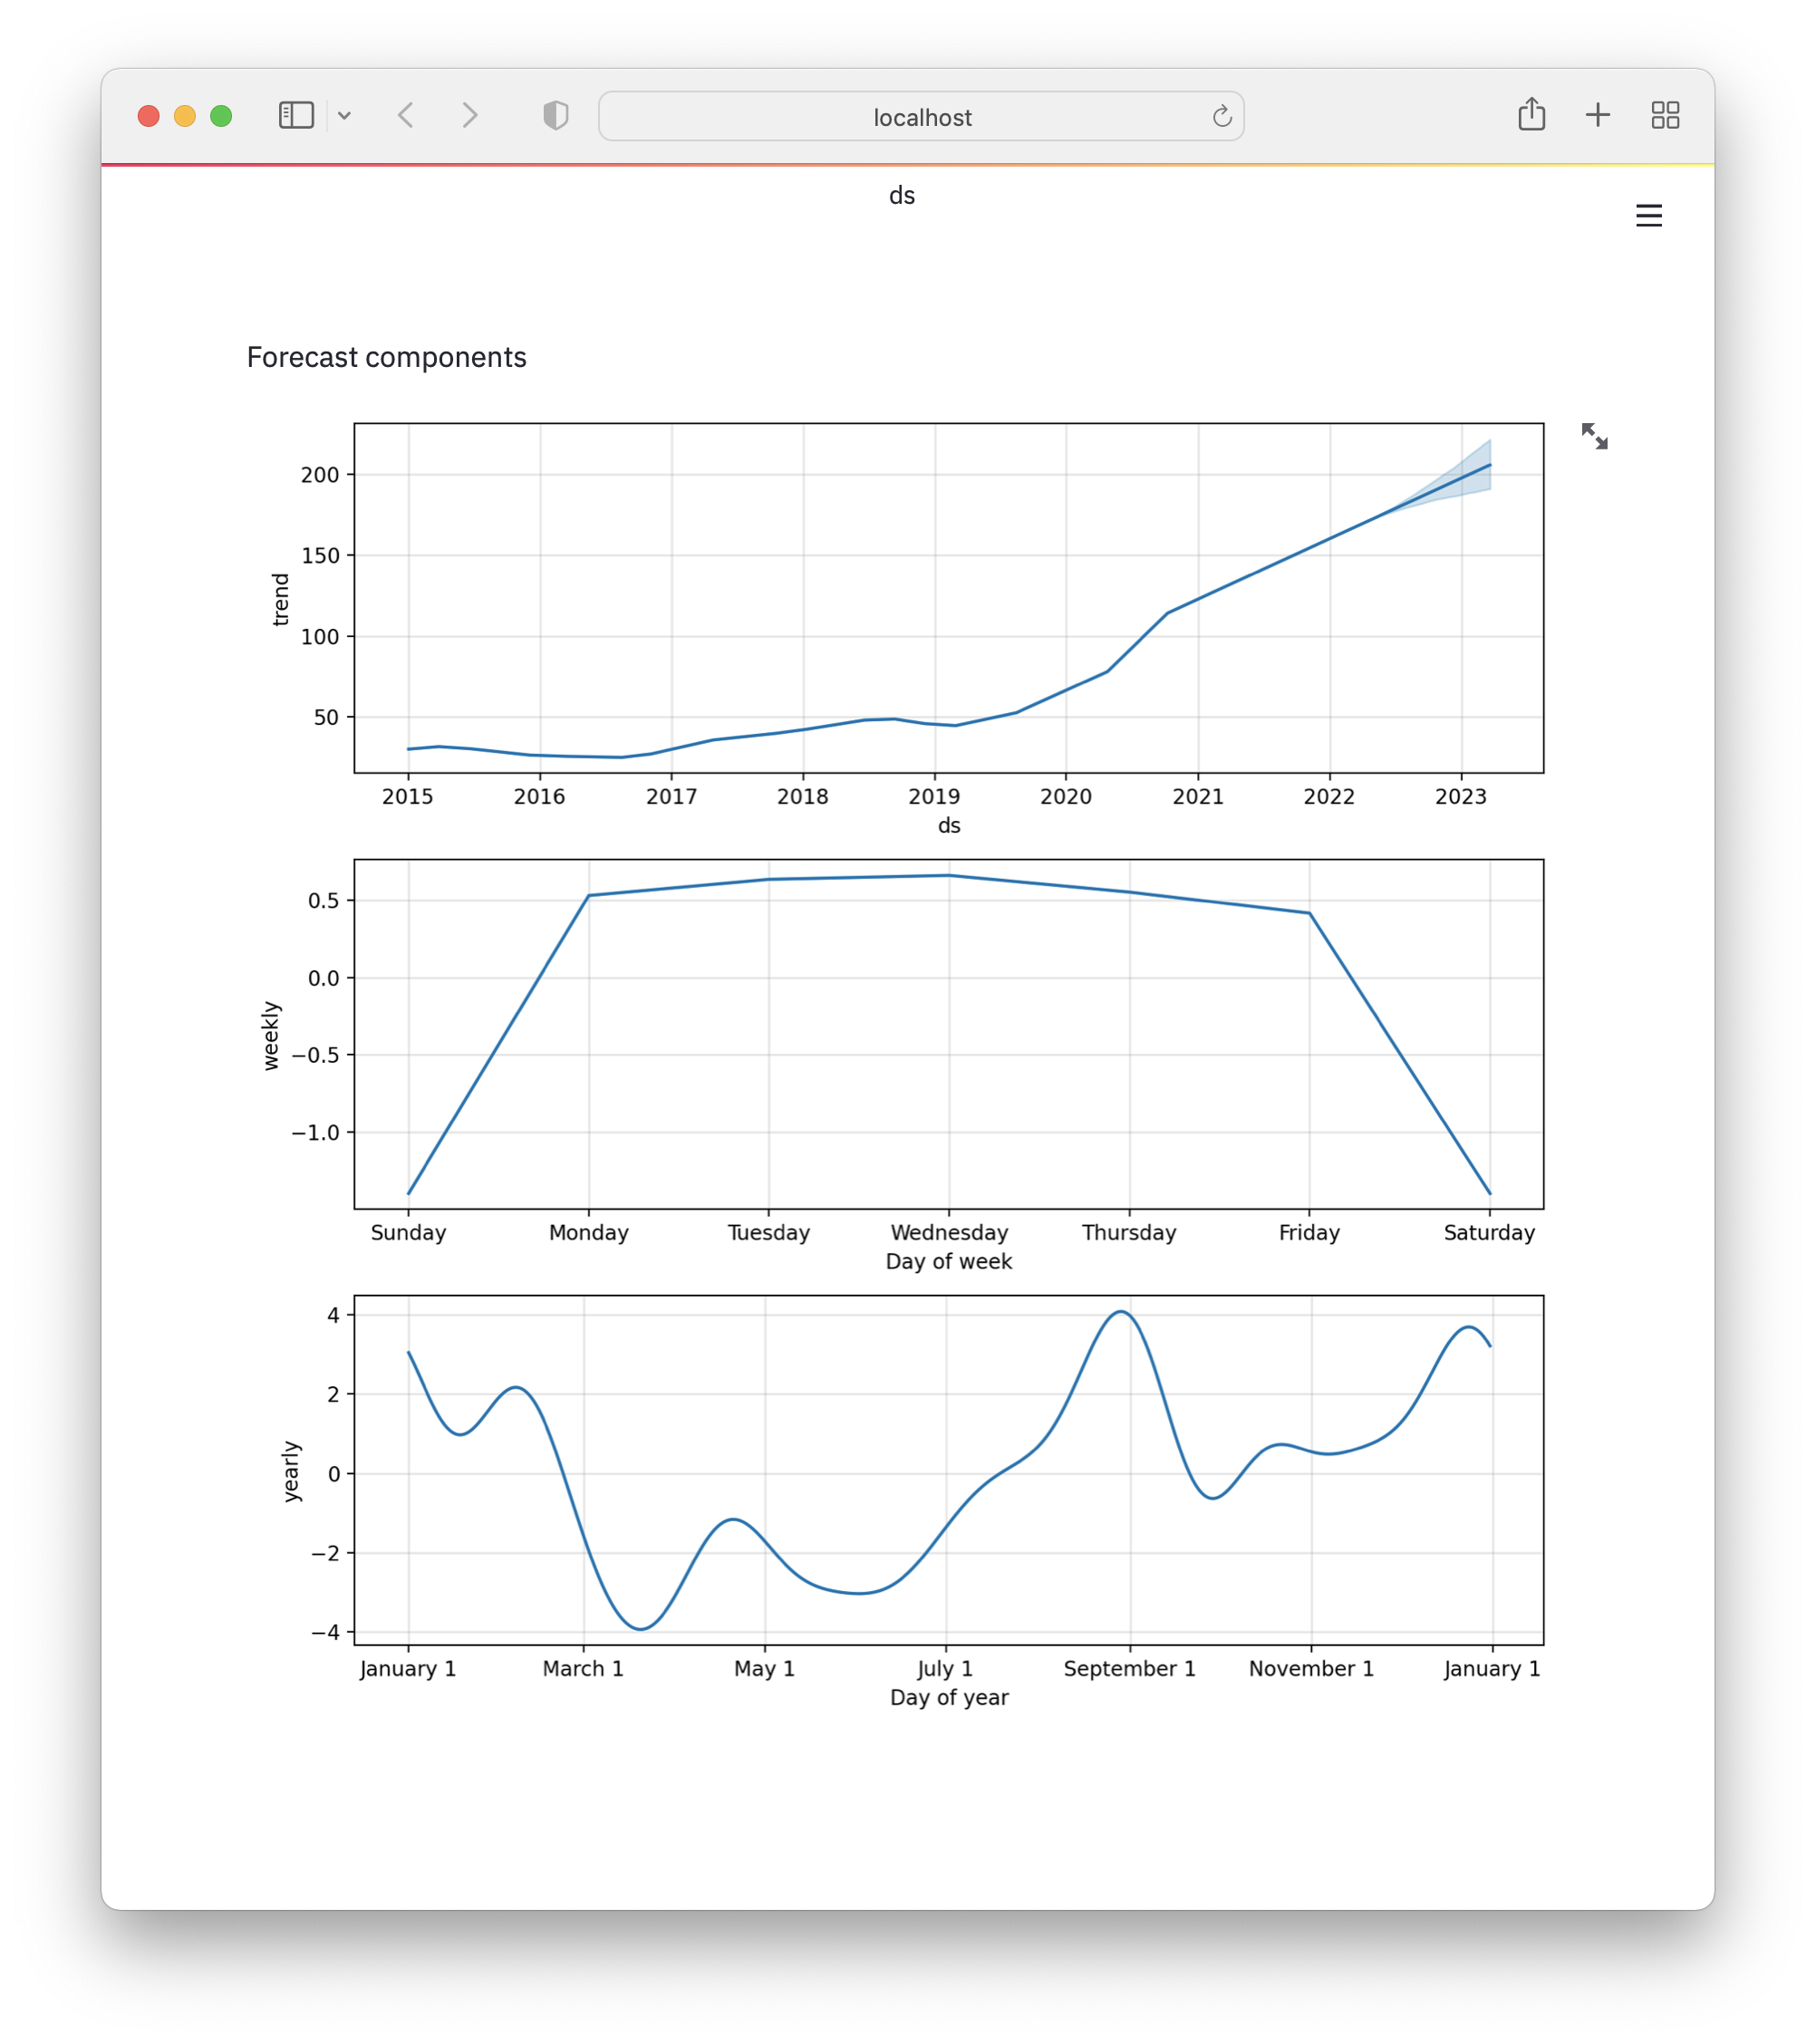 localhost
ds
Forecast components
200
150
100
50
trend
2015 2016 2017 2018 2019 2020 2021 2022 2023
ds
0.5
0.0
−0.5
−1.0
weekly
Sunday Monday Tuesday Wednesday Thursday Friday Saturday
Day of week
4
2
0
−2
−4
yearly
January 1 March 1 May 1 July 1 September 1 November 1 January 1
Day of year